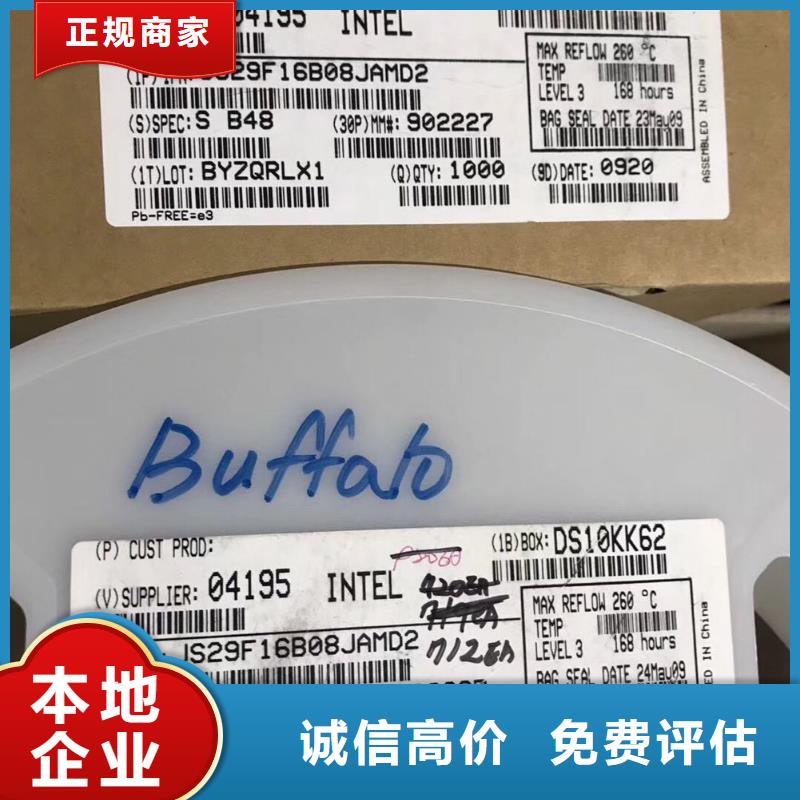 正规商家
04195 INTEL
JS29F16B08JAMD2
(S)SPEC: S B48 (30P)MM#: 902227
(1T)LOT: BYZQRLX1 (Q)QTY: 1000 (9D)DATE: 0920
Pb-FREE=e3
MAX REFLOW 260 °C
TEMP
LEVEL 3 168 hours
BAG SEAL DATE 23May09
ASSEMBLED IN China
Buffalo
(P) CUST PROD:
(1B)BOX: DS10KK62
(V)SUPPLIER: 04195 INTEL
420EA
712EA
JS29F16B08JAMD2
MAX REFLOW 260 °C
TEMP
LEVEL 3 168 hours
BAG SEAL DATE 24May09
IN China
本地
企业
诚信高价 免费评估